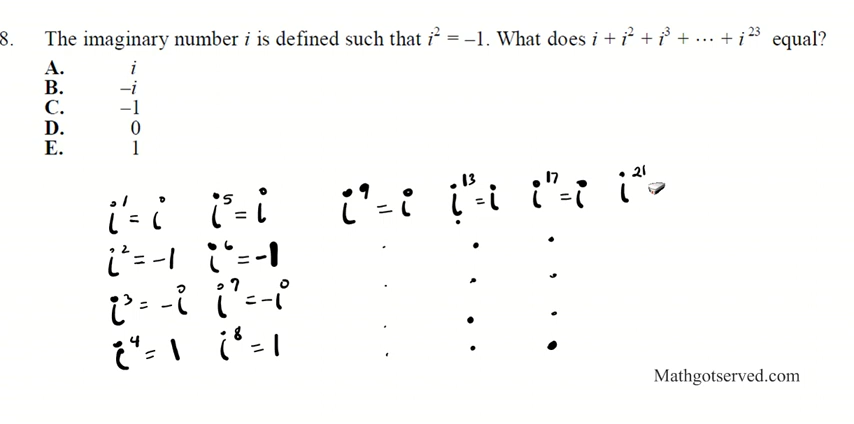 8. The imaginary number i is defined such that i² = –1. What does i + i² + i³ + ··· + i²³ equal?
A. i
B. –i
C. –1
D. 0
E. 1
i¹ = i i⁵ = i i⁹ = i i¹³ = i i¹⁷ = i i²¹
i² = -1 i⁶ = -1
i³ = -i i⁷ = -i
i⁴ = 1 i⁸ = 1
Mathgotserved.com